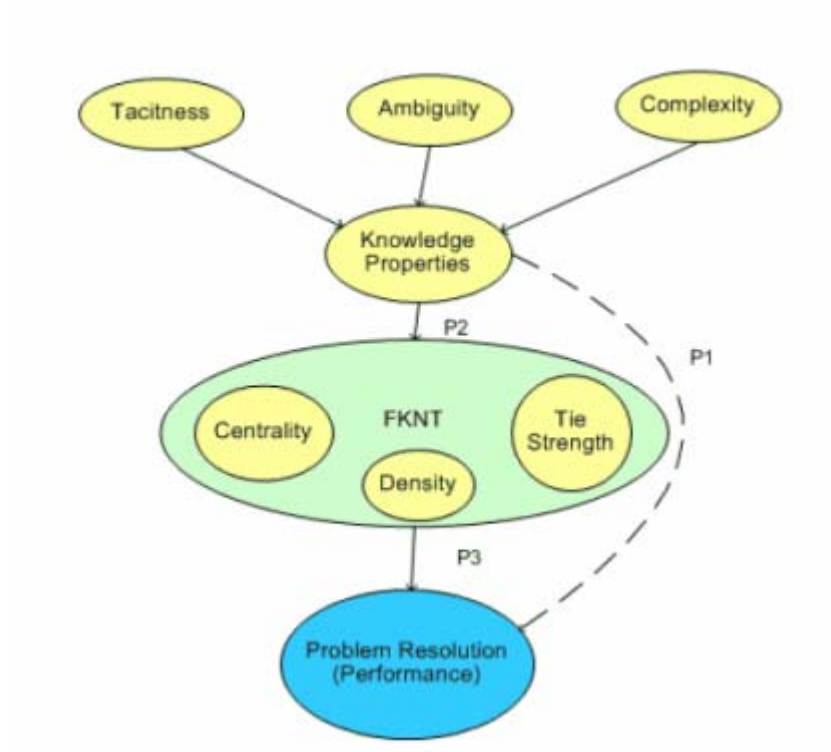 Tacitness
Ambiguity
Complexity
Knowledge
Properties
P2
P1
Centrality
FKNT
Tie
Strength
Density
P3
Problem Resolution
(Performance)